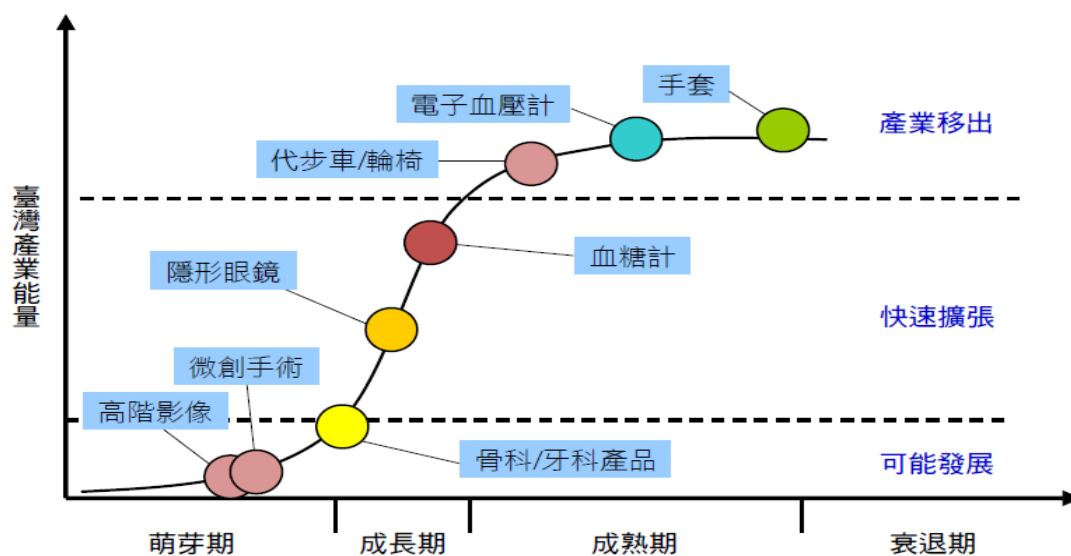 手套
電子血壓計
產業移出
代步車/輪椅
臺灣產業能量
血糖計
隱形眼鏡
快速擴張
微創手術
高階影像
骨科/牙科產品
可能發展
萌芽期
成長期
成熟期
衰退期